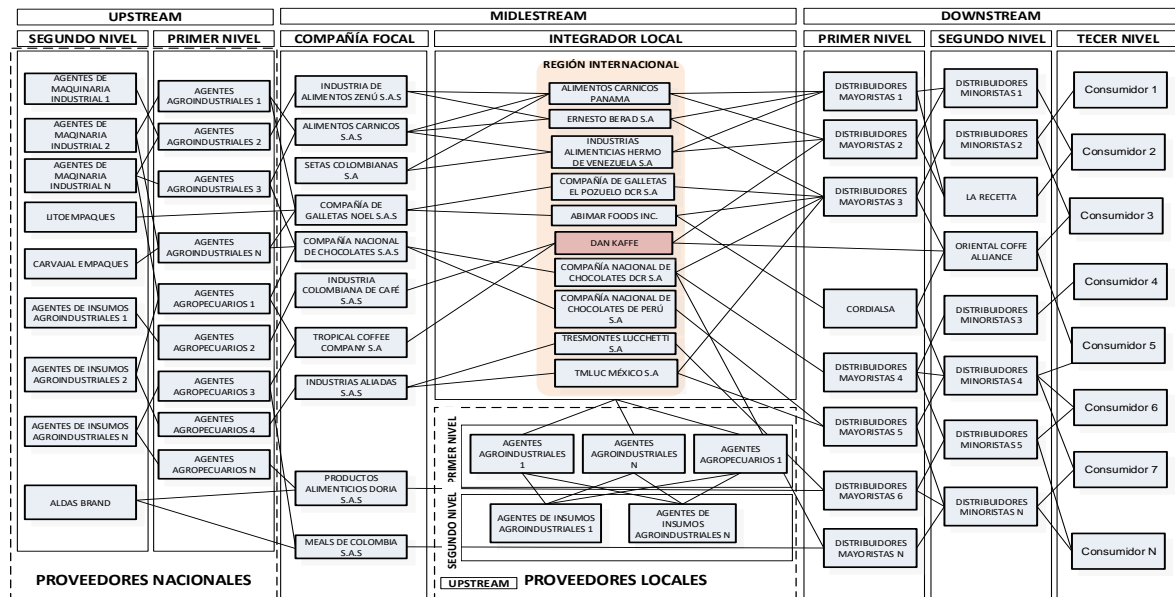 UPSTREAM
MIDLESTREAM
DOWNSTREAM
SEGUNDO NIVEL
PRIMER NIVEL
COMPAÑÍA FOCAL
INTEGRADOR LOCAL
PRIMER NIVEL
SEGUNDO NIVEL
TECER NIVEL
AGENTES DE
MAQUINARIA
INDUSTRIAL 1
AGENTES DE
MAQINARIA
INDUSTRIAL 2
AGENTES DE
MAQINARIA
INDUSTRIAL N
LITOEMPAQUES
CARVAJAL EMPAQUES
AGENTES DE INSUMOS
AGROINDUSTRIALES 1
AGENTES DE INSUMOS
AGROINDUSTRIALES 2
AGENTES DE INSUMOS
AGROINDUSTRIALES N
ALDAS BRAND
AGENTES
AGROINDUSTRIALES 1
AGENTES
AGROINDUSTRIALES 2
AGENTES
AGROINDUSTRIALES 3
AGENTES
AGROINDUSTRIALES N
AGENTES
AGROPECUARIOS 1
AGENTES
AGROPECUARIOS 2
AGENTES
AGROPECUARIOS 3
AGENTES
AGROPECUARIOS 4
AGENTES
AGROPECUARIOS N
PROVEEDORES NACIONALES
INDUSTRIA DE
ALIMENTOS ZENÚ S.A.S
ALIMENTOS CARNICOS
S.A.S
SETAS COLOMBIANAS
S.A
COMPAÑÍA DE
GALLETAS NOEL S.A.S
COMPAÑÍA NACIONAL
DE CHOCOLATES S.A.S
INDUSTRIA
COLOMBIANA DE CAFÉ
S.A.S
TROPICAL COFFEE
COMPANY S.A
INDUSTRIAS ALIADAS
S.A.S
PRODUCTOS
ALIMENTICIOS DORIA
S.A.S
MEALS DE COLOMBIA
S.A.S
REGIÓN INTERNACIONAL
ALIMENTOS CARNICOS
PANAMA
ERNESTO BERAD S.A
INDUSTRIAS
ALIMENTICIAS HERMO
DE VENEZUELA S.A
COMPAÑÍA DE GALLETAS
EL POZUELO DCR S.A
ABIMAR FOODS INC.
DAN KAFFE
COMPAÑÍA NACIONAL DE
CHOCOLATES DCR S.A
COMPAÑÍA NACIONAL DE
CHOCOLATES DE PERÚ
S.A
TRESMONTES LUCCHETTI
S.A
TMLUC MÉXICO S.A
PRIMER NIVEL
AGENTES
AGROINDUSTRIALES
1
AGENTES
AGROINDUSTRIALES
N
AGENTES
AGROPECUARIOS 1
SEGUNDO NIVEL
AGENTES DE INSUMOS
AGROINDUSTRIALES 1
AGENTES DE
INSUMOS
AGROINDUSTRIALES N
UPSTREAM
PROVEEDORES LOCALES
DISTRIBUIDORES
MAYORISTAS 1
DISTRIBUIDORES
MAYORISTAS 2
DISTRIBUIDORES
MAYORISTAS 3
CORDIALSA
DISTRIBUIDORES
MAYORISTAS 4
DISTRIBUIDORES
MAYORISTAS 5
DISTRIBUIDORES
MAYORISTAS 6
DISTRIBUIDORES
MAYORISTAS N
DISTRIBUIDORES
MINORISTAS 1
DISTRIBUIDORES
MINORISTAS 2
LA RECETTA
ORIENTAL COFFE
ALLIANCE
DISTRIBUIDORES
MINORISTAS 3
DISTRIBUIDORES
MINORISTAS 4
DISTRIBUIDORES
MINORISTAS 5
DISTRIBUIDORES
MINORISTAS N
Consumidor 1
Consumidor 2
Consumidor 3
Consumidor 4
Consumidor 5
Consumidor 6
Consumidor 7
Consumidor N